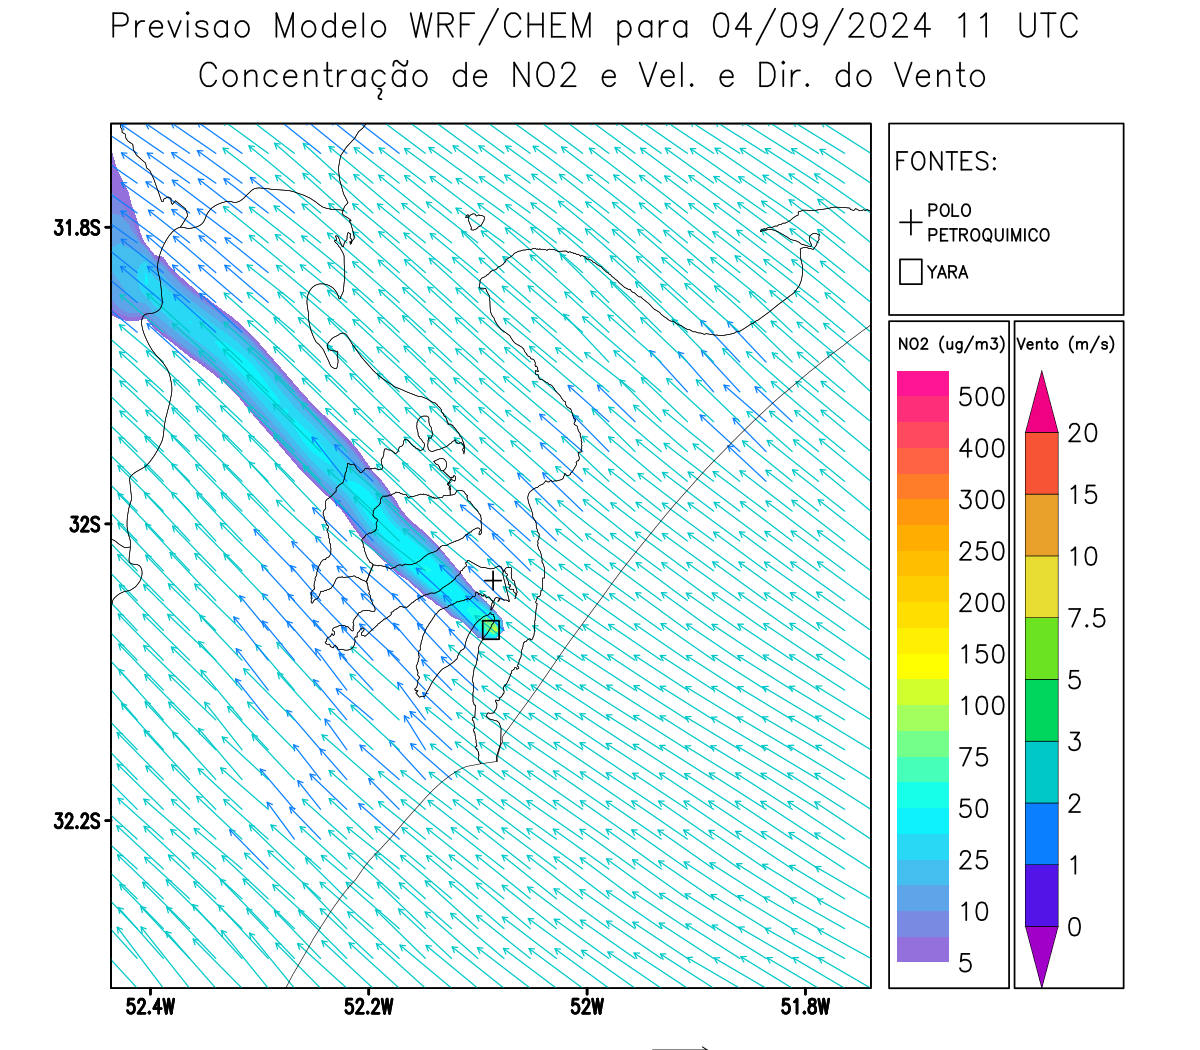 Previsao Modelo WRF/CHEM para 04/09/2024 11 UTC
Concentração de NO2 e Vel. e Dir. do Vento
FONTES:
POLO
PETROQUIMICO
YARA
NO2 (ug/m3)
500
400
300
250
200
150
100
75
50
25
10
5
Vento (m/s)
20
15
10
7.5
5
3
2
1
0
31.8S
32S
32.2S
52.4W
52.2W
52W
51.8W